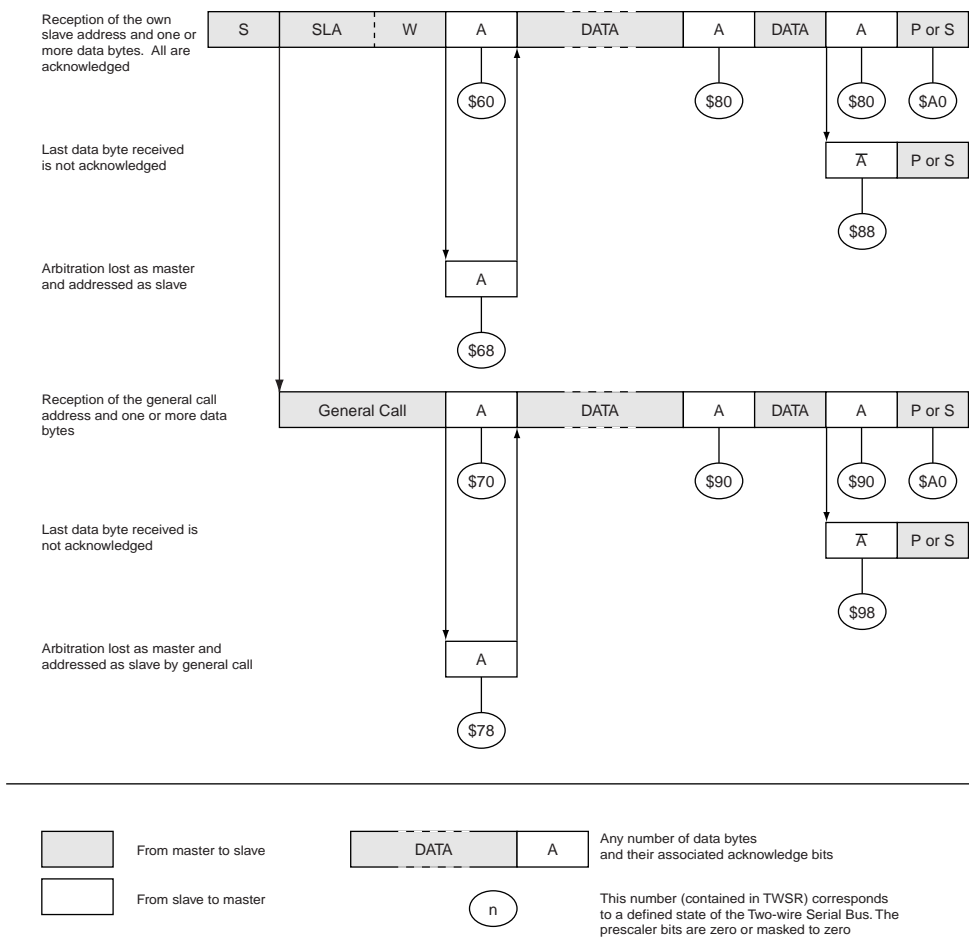 Reception of the own
slave address and one or
more data bytes. All are
acknowledged
S SLA W A DATA A DATA A P or S
$60 $80 $80 $A0
Last data byte received
is not acknowledged
A̅ P or S
$88
Arbitration lost as master
and addressed as slave
A
$68
Reception of the general call
address and one or more data
bytes
General Call A DATA A DATA A P or S
$70 $90 $90 $A0
Last data byte received is
not acknowledged
A̅ P or S
$98
Arbitration lost as master and
addressed as slave by general call
A
$78
From master to slave
DATA A
Any number of data bytes
and their associated acknowledge bits
From slave to master
n
This number (contained in TWSR) corresponds
to a defined state of the Two-wire Serial Bus. The
prescaler bits are zero or masked to zero